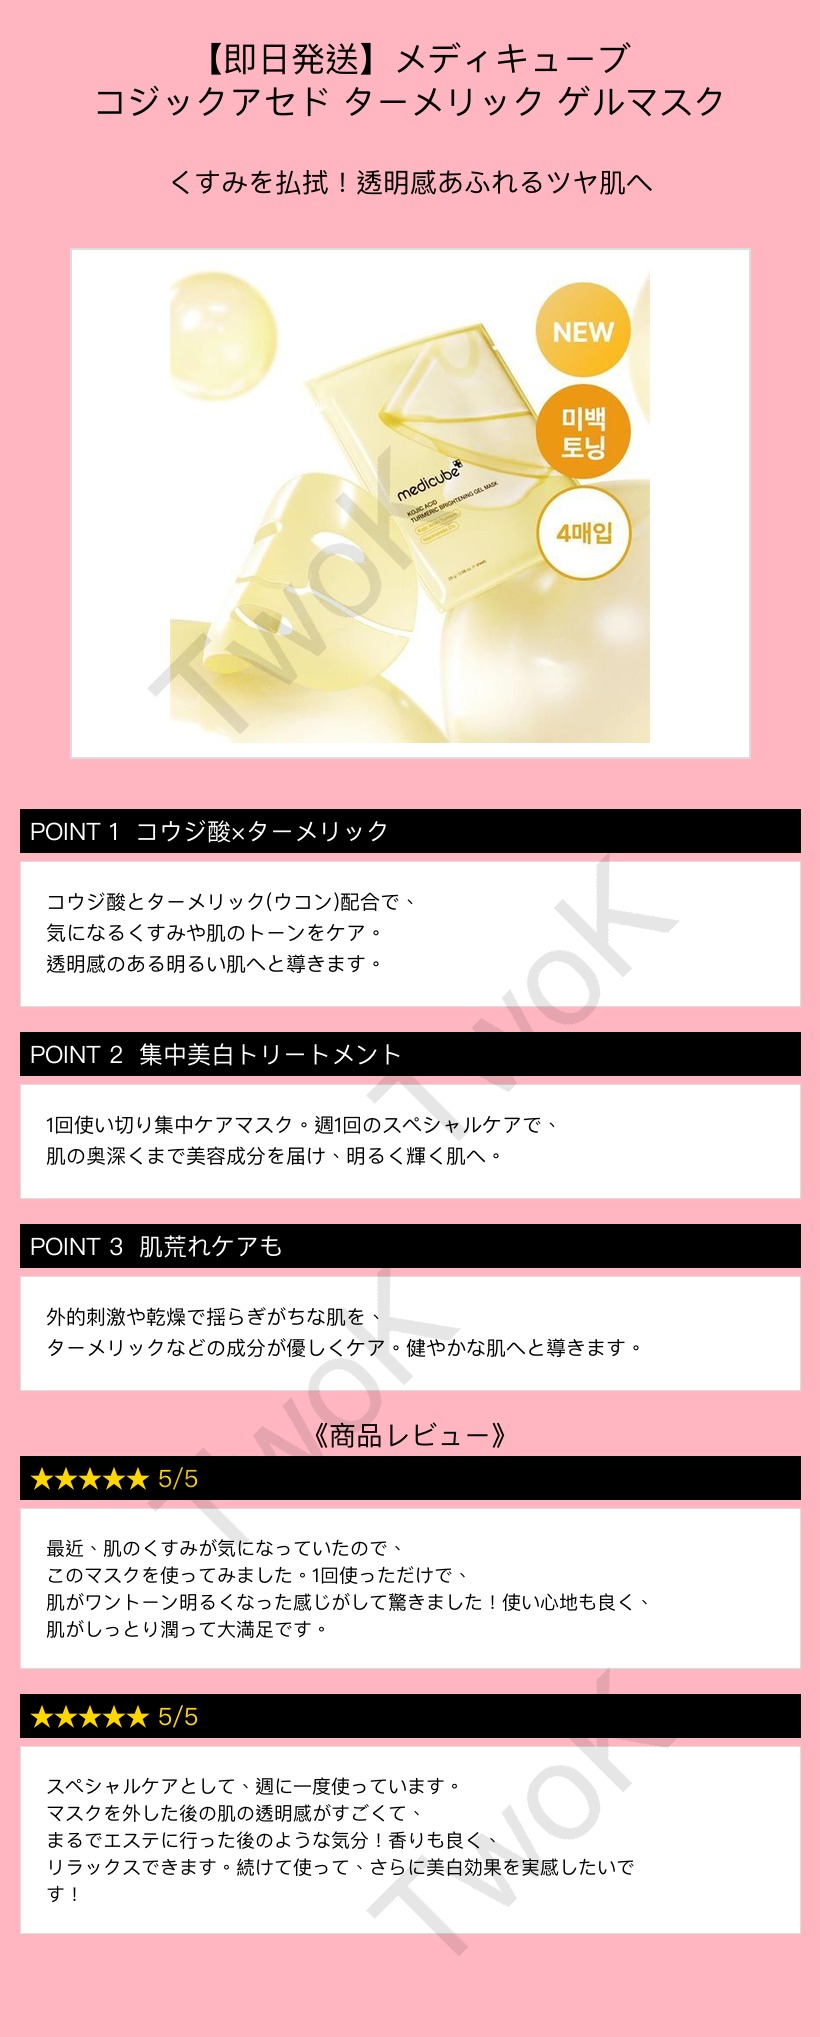 【即日発送】メディキューブ
コジックアセド ターメリック ゲルマスク
くすみを払拭！透明感あふれるツヤ肌へ
NEW
미백
토닝
4매입
medicube
KOJIC ACID
TURMERIC BRIGHTENING GEL MASK
TwoK
POINT 1 コウジ酸×ターメリック
コウジ酸とターメリック(ウコン)配合で、
気になるくすみや肌のトーンをケア。
透明感のある明るい肌へと導きます。
TwoK
POINT 2 集中美白トリートメント
1回使い切り集中ケアマスク。週1回のスペシャルケアで、
肌の奥深くまで美容成分を届け、明るく輝く肌へ。
POINT 3 肌荒れケアも
外的刺激や乾燥で揺らぎがちな肌を、
ターメリックなどの成分が優しくケア。健やかな肌へと導きます。
TwoK
《商品レビュー》
★★★★★ 5/5
最近、肌のくすみが気になっていたので、
このマスクを使ってみました。1回使っただけで、
肌がワントーン明るくなった感じがして驚きました！使い心地も良く、
肌がしっとり潤って大満足です。
★★★★★ 5/5
スペシャルケアとして、週に一度使っています。
マスクを外した後の肌の透明感がすごくて、
まるでエステに行った後のような気分！香りも良く、
リラックスできます。続けて使って、さらに美白効果を実感したいで
す！
TwoK